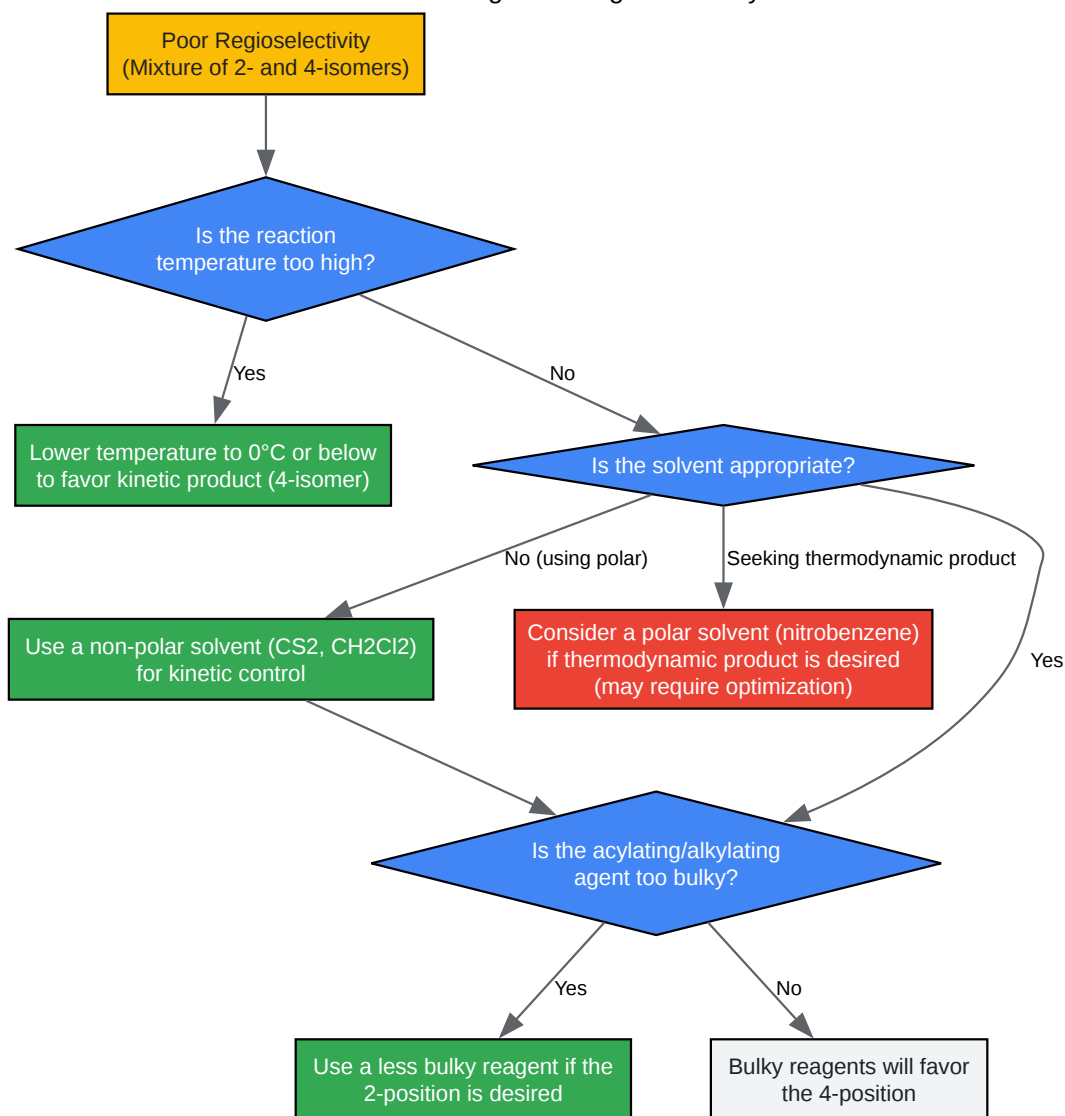 Poor Regioselectivity
(Mixture of 2- and 4-isomers)
Is the reaction
temperature too high?
Yes
No
Lower temperature to 0°C or below
to favor kinetic product (4-isomer)
Is the solvent appropriate?
No (using polar)
Seeking thermodynamic product
Yes
Use a non-polar solvent (CS2, CH2Cl2)
for kinetic control
Consider a polar solvent (nitrobenzene)
if thermodynamic product is desired
(may require optimization)
Is the acylating/alkylating
agent too bulky?
Yes
No
Use a less bulky reagent if the
2-position is desired
Bulky reagents will favor
the 4-position